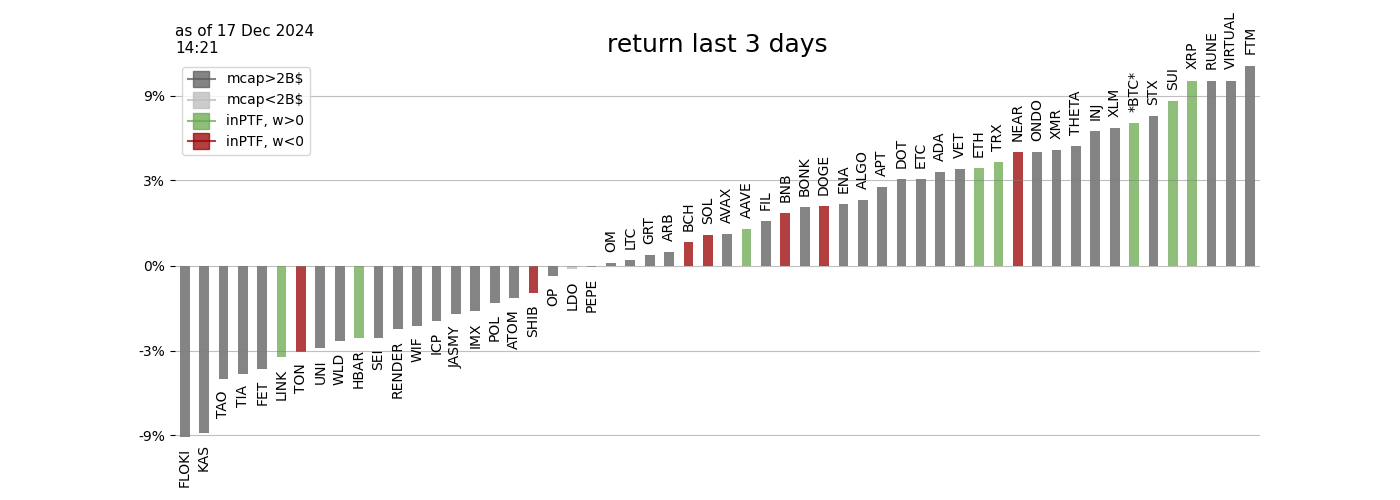 as of 17 Dec 2024
14:21
return last 3 days
mcap>2B$
mcap<2B$
inPTF, w>0
inPTF, w<0
9%
3%
0%
-3%
-9%
FLOKI
KAS
TAO
TIA
FET
LINK
TON
UNI
WLD
HBAR
SEI
RENDER
WIF
ICP
JASMY
IMX
POL
ATOM
SHIB
OP
LDO
PEPE
OM
LTC
GRT
ARB
BCH
SOL
AVAX
AAVE
FIL
BNB
BONK
DOGE
ENA
ALGO
APT
DOT
ETC
ADA
VET
ETH
TRX
NEAR
ONDO
XMR
THETA
INJ
XLM
*BTC*
STX
SUI
XRP
RUNE
VIRTUAL
FTM